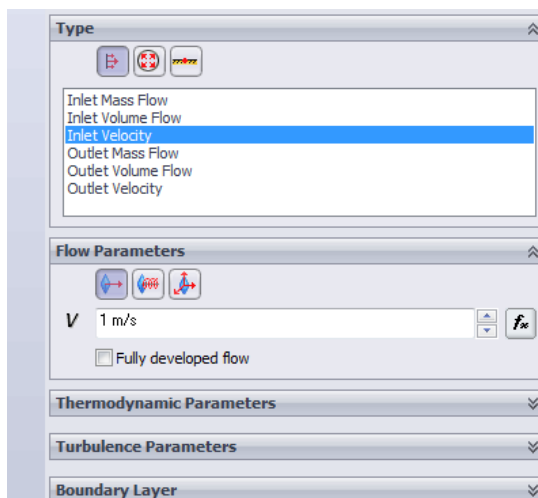 Type
Inlet Mass Flow
Inlet Volume Flow
Inlet Velocity
Outlet Mass Flow
Outlet Volume Flow
Outlet Velocity
Flow Parameters
V 1 m/s fx
Fully developed flow
Thermodynamic Parameters
Turbulence Parameters
Boundary Layer